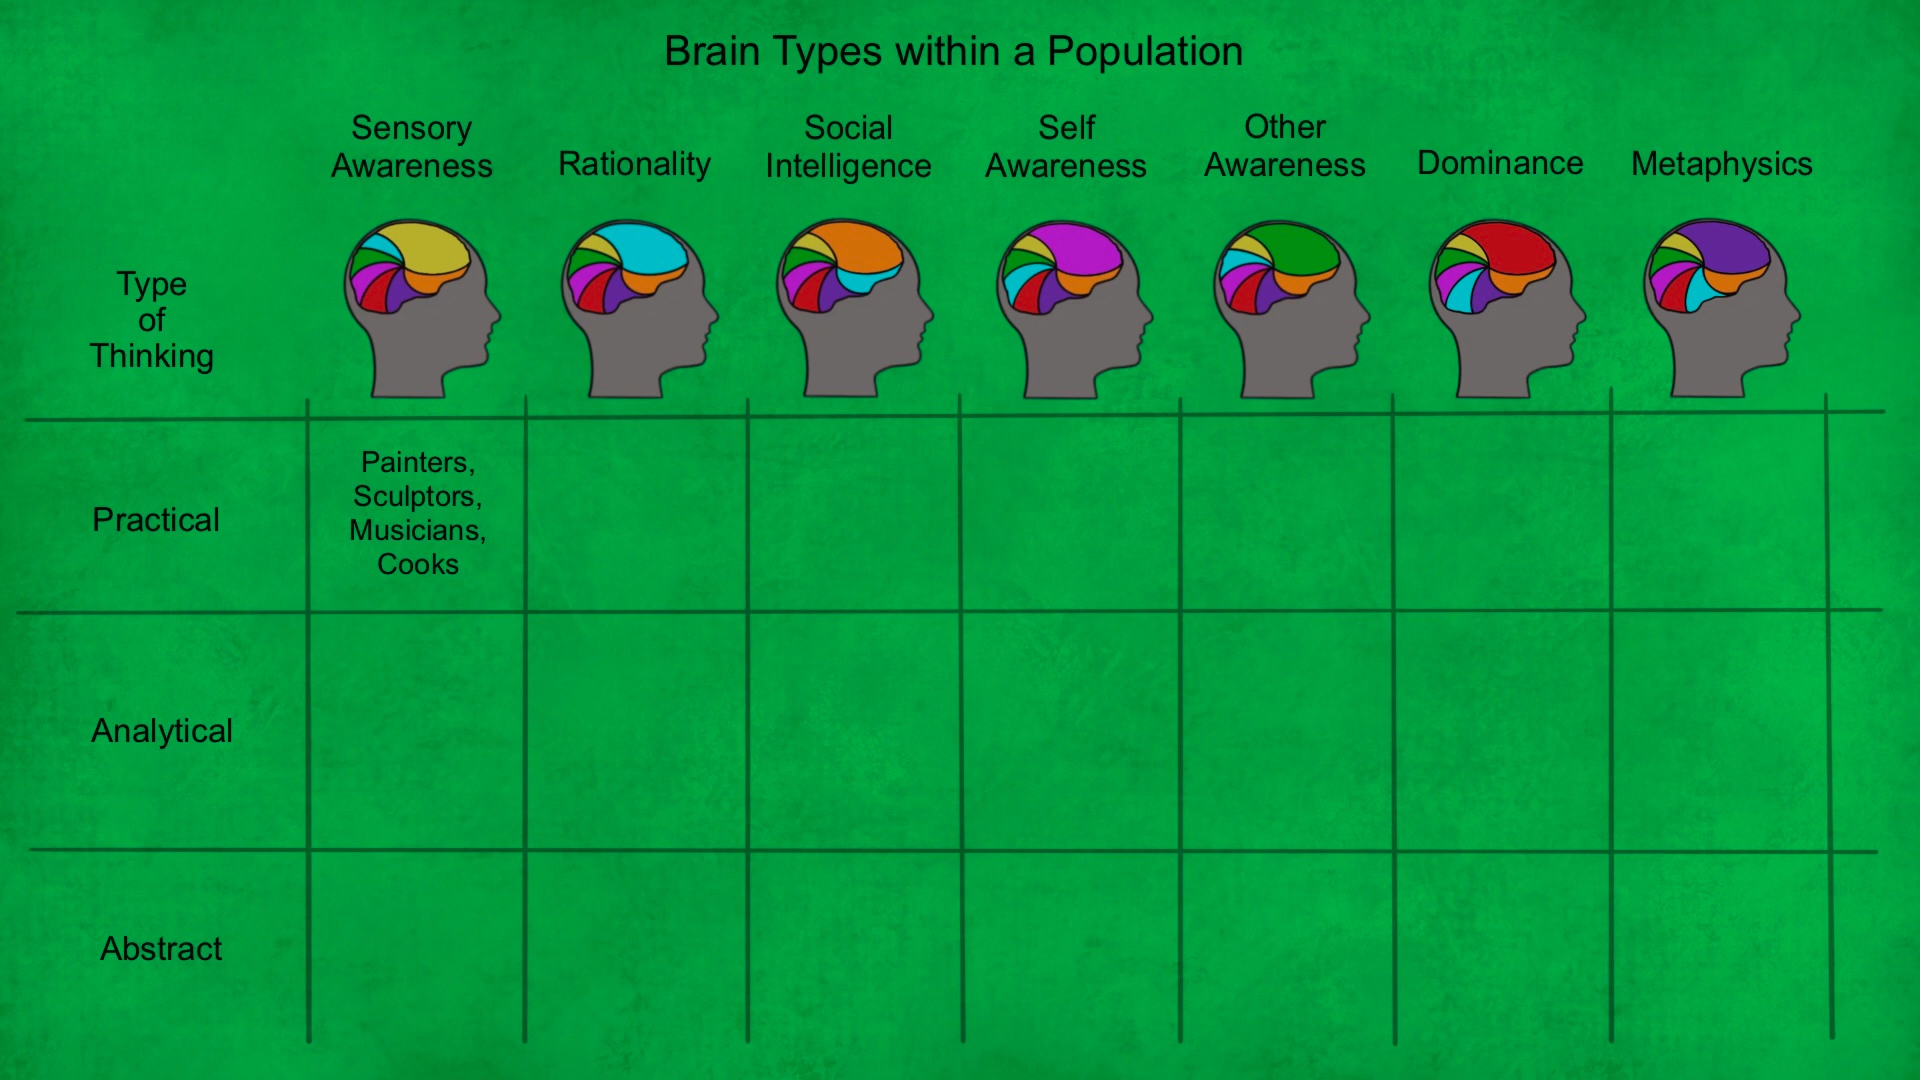 Brain Types within a Population
Sensory
Awareness
Rationality
Social
Intelligence
Self
Awareness
Other
Awareness
Dominance
Metaphysics
Type
of
Thinking
Practical
Painters,
Sculptors,
Musicians,
Cooks
Analytical
Abstract